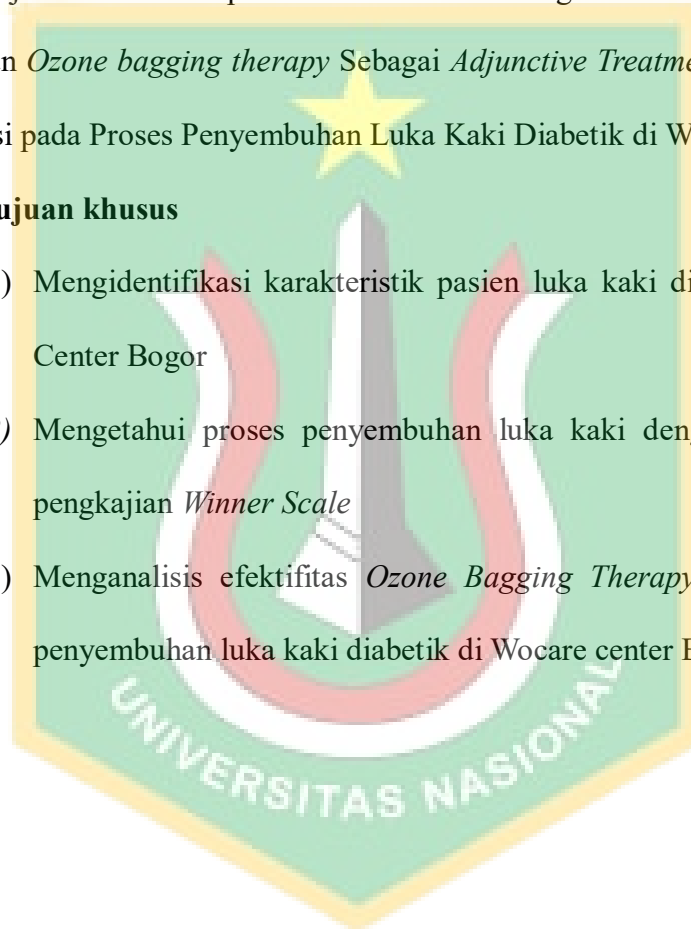 n Ozone bagging therapy Sebagai Adjunctive Treatme
si pada Proses Penyembuhan Luka Kaki Diabetik di W
ujuan khusus
) Mengidentifikasi karakteristik pasien luka kaki di
Center Bogor
) Mengetahui proses penyembuhan luka kaki den
pengkajian Winner Scale
) Menganalisis efektifitas Ozone Bagging Therapy
penyembuhan luka kaki diabetik di Wocare center B
UNIVERSITAS NASIONAL